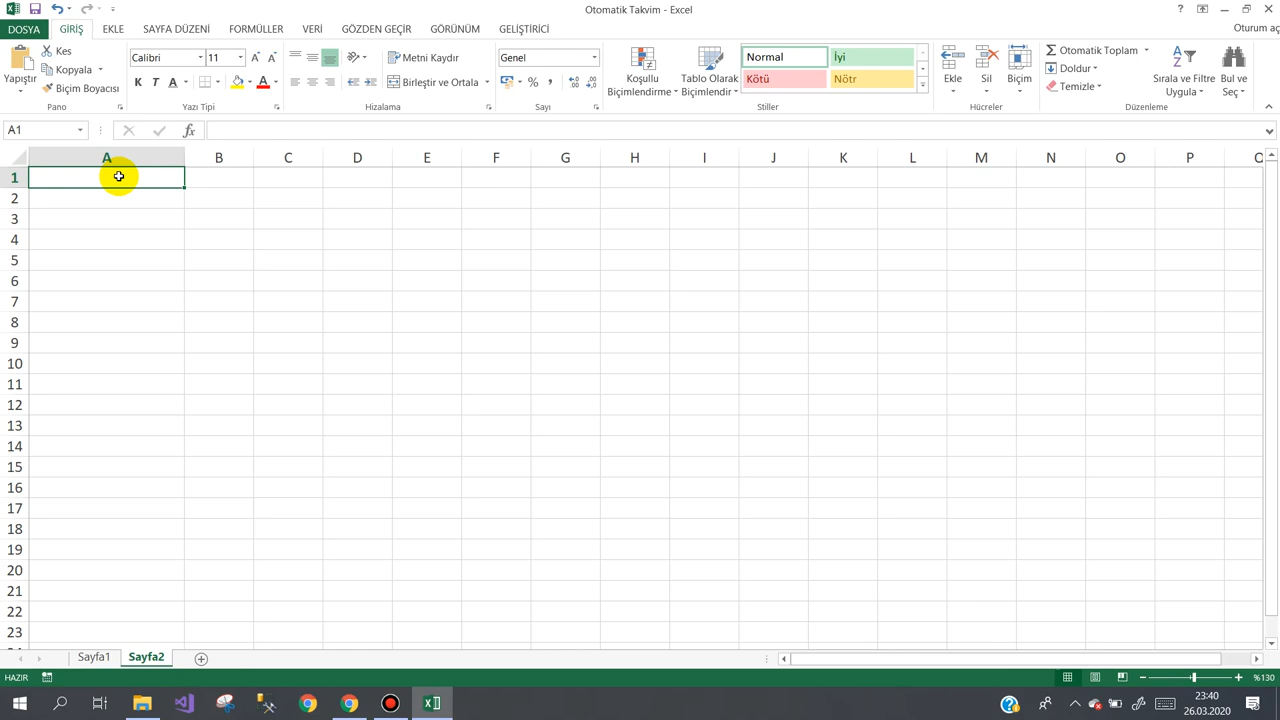 Otomatik Takvim - Excel
DOSYA GİRİŞ EKLE SAYFA DÜZENİ FORMÜLLER VERİ GÖZDEN GEÇİR GÖRÜNÜM GELİŞTİRİCİ Oturum aç
Yapıştır
Kes
Kopyala
Biçim Boyacısı
Pano
Calibri 11
K T A
Yazı Tipi
Metni Kaydır
Birleştir ve Ortala
Hizalama
Genel
%
Sayı
Koşullu Biçimlendirme
Tablo Olarak Biçimlendir
Normal İyi
Kötü Nötr
Stiller
Ekle Sil Biçim
Hücreler
Otomatik Toplam
Doldur
Temizle
Sırala ve Filtre Uygula
Bul ve Seç
Düzenleme
A1 fx
A B C D E F G H I J K L M N O P
1
2
3
4
5
6
7
8
9
10
11
12
13
14
15
16
17
18
19
20
21
22
23
Sayfa1 Sayfa2
HAZIR %130
23:40
26.03.2020